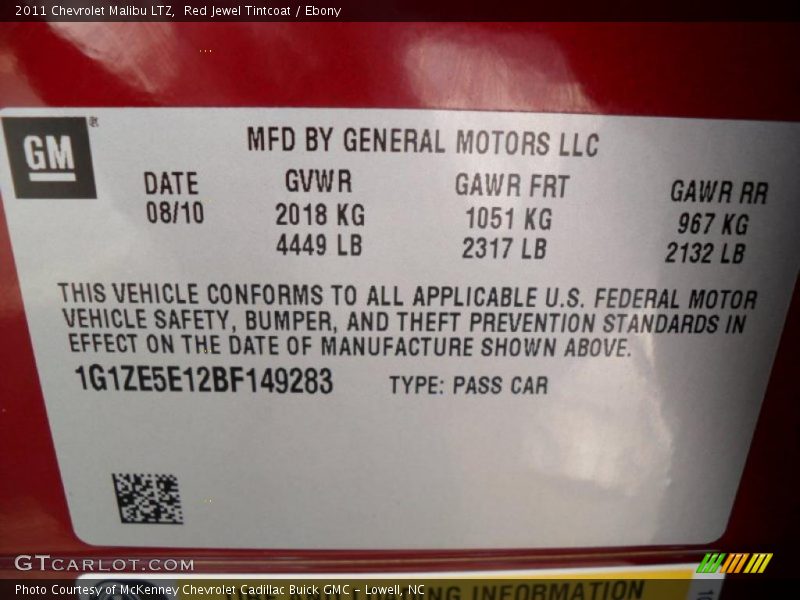 2011 Chevrolet Malibu LTZ, Red Jewel Tintcoat / Ebony
GM ®
MFD BY GENERAL MOTORS LLC
DATE GVWR GAWR FRT GAWR RR
08/10 2018 KG 1051 KG 967 KG
4449 LB 2317 LB 2132 LB
THIS VEHICLE CONFORMS TO ALL APPLICABLE U.S. FEDERAL MOTOR
VEHICLE SAFETY, BUMPER, AND THEFT PREVENTION STANDARDS IN
EFFECT ON THE DATE OF MANUFACTURE SHOWN ABOVE.
1G1ZE5E12BF149283 TYPE: PASS CAR
GTCARLOT.COM
AND LOADING INFORMATION
Photo Courtesy of McKenney Chevrolet Cadillac Buick GMC - Lowell, NC